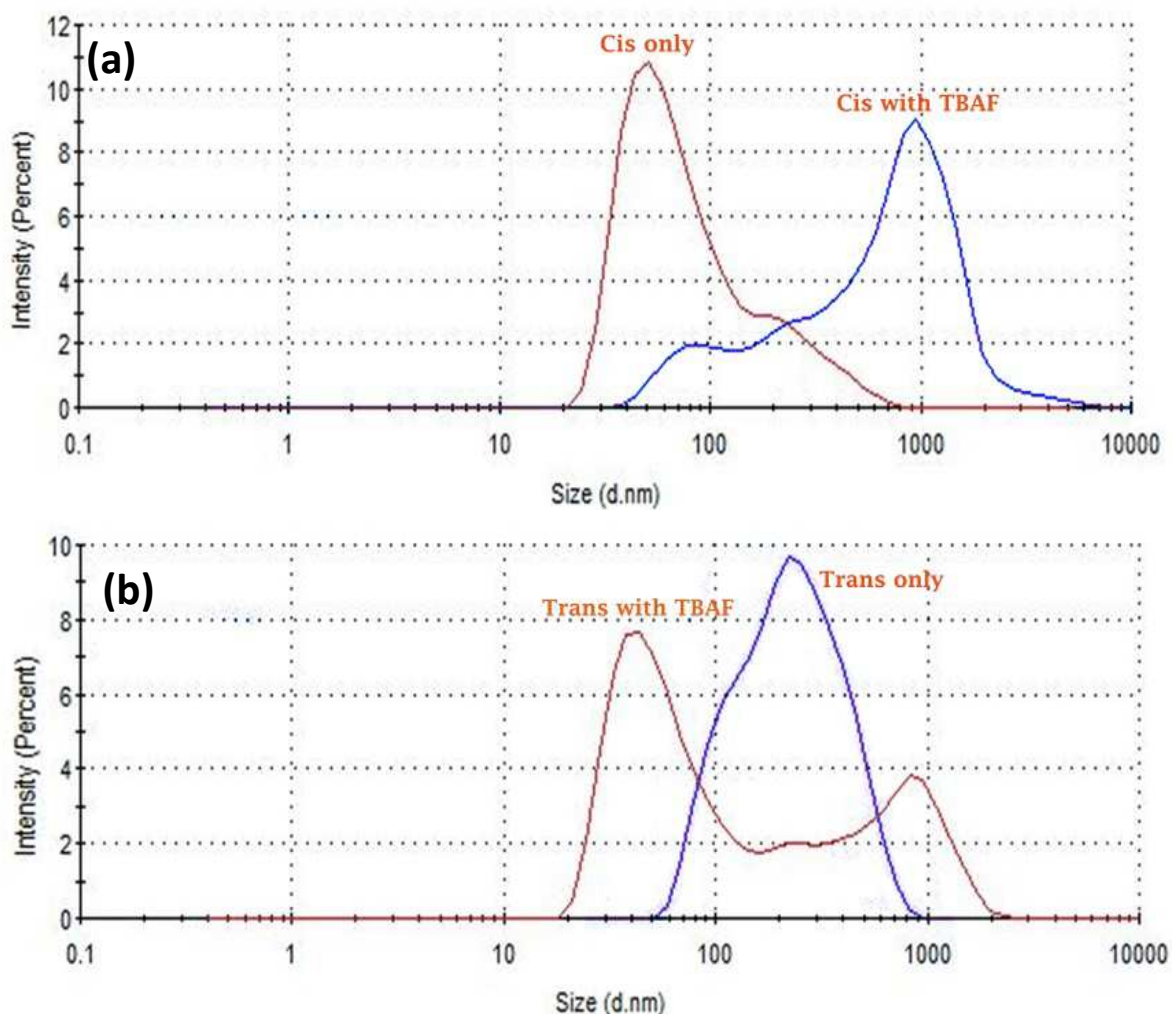 (a)
Cis only
Cis with TBAF
Intensity (Percent)
12
10
8
6
4
2
0
0.1 1 10 100 1000 10000
Size (d.nm)
(b)
Trans with TBAF
Trans only
Intensity (Percent)
10
8
6
4
2
0
0.1 1 10 100 1000 10000
Size (d.nm)